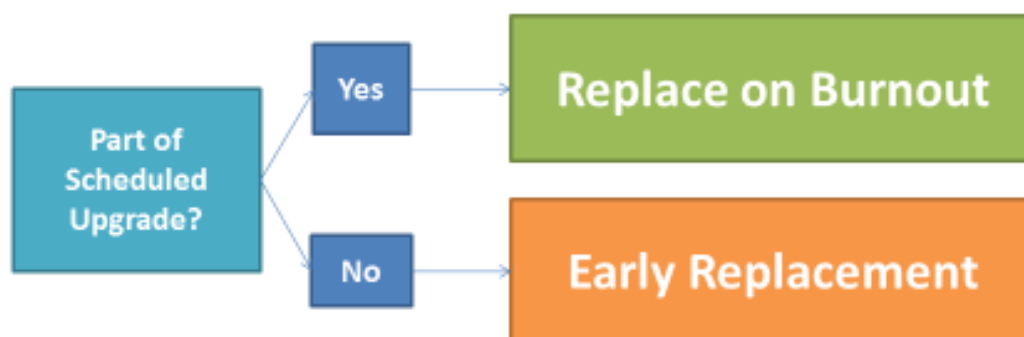 Part of
Scheduled
Upgrade?
Yes
Replace on Burnout
No
Early Replacement